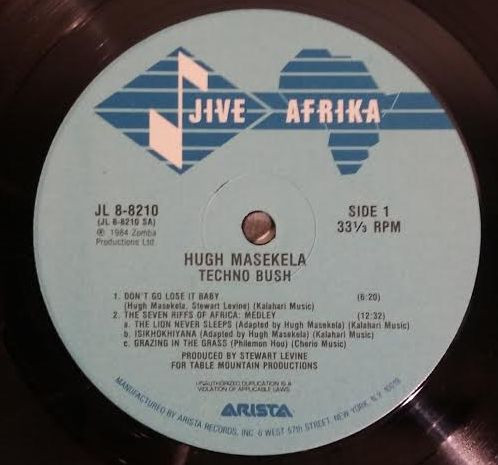 JIVE AFRIKA
JL 8-8210
(JL 8-8210 SA)
℗ 1984 Zomba
Productions Ltd.
SIDE 1
33⅓ RPM
HUGH MASEKELA
TECHNO BUSH
1. DON'T GO LOSE IT BABY (6:20)
(Hugh Masekela, Stewart Levine) (Kalahari Music)
2. THE SEVEN RIFFS OF AFRICA: MEDLEY (12:32)
a. THE LION NEVER SLEEPS (Adapted by Hugh Masekela) (Kalahari Music)
b. ISIKHOKHIYANA (Adapted by Hugh Masekela) (Kalahari Music)
c. GRAZING IN THE GRASS (Philemon Hou) (Cherio Music)
PRODUCED BY STEWART LEVINE
FOR TABLE MOUNTAIN PRODUCTIONS
UNAUTHORIZED DUPLICATION IS A
VIOLATION OF APPLICABLE LAWS
ARISTA
MANUFACTURED BY ARISTA RECORDS, INC. 6 WEST 57th STREET, NEW YORK, N.Y. 10019